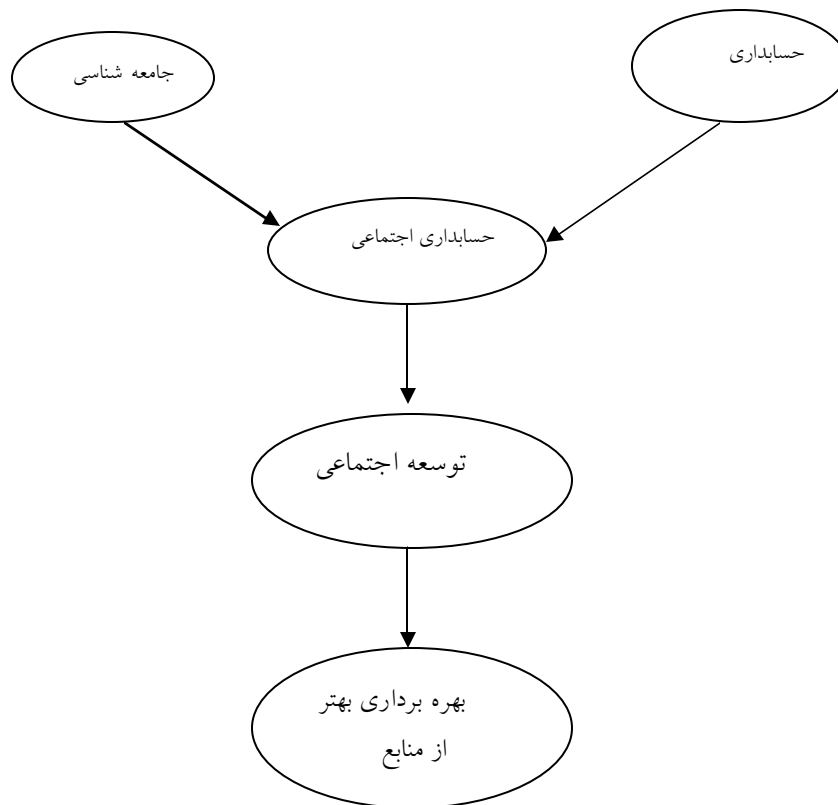 حسابداری
جامعه شناسی
حسابداری اجتماعی
توسعه اجتماعی
بهره برداری بهتر
از منابع